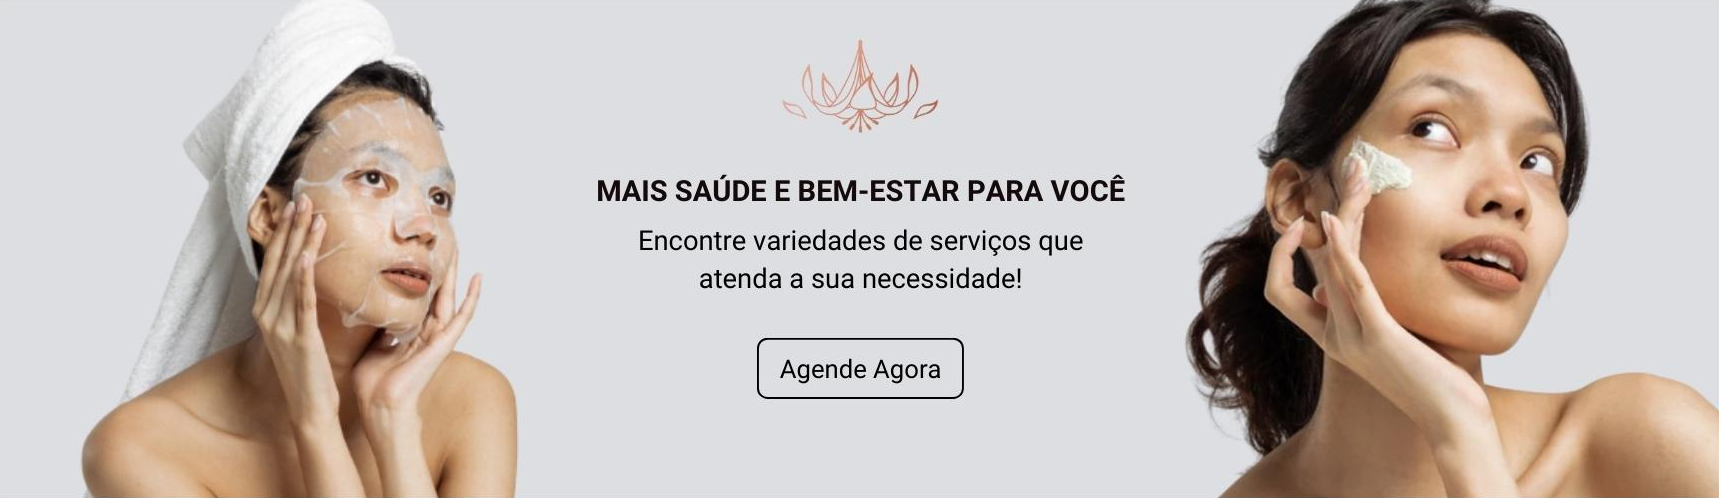 MAIS SAÚDE E BEM-ESTAR PARA VOCÊ
Encontre variedades de serviços que
atenda a sua necessidade!
Agende Agora